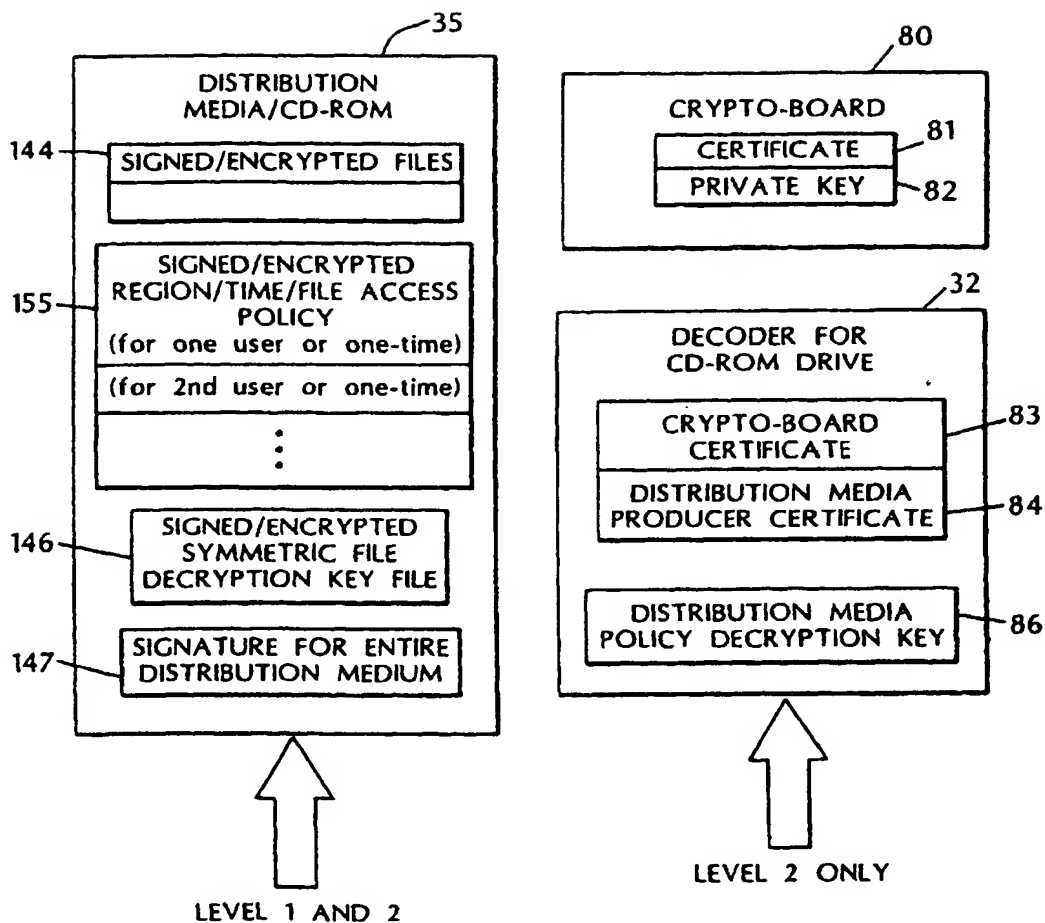 35
DISTRIBUTION
MEDIA/CD-ROM
144
SIGNED/ENCRYPTED FILES
155
SIGNED/ENCRYPTED
REGION/TIME/FILE ACCESS
POLICY
(for one user or one-time)
(for 2nd user or one-time)
146
SIGNED/ENCRYPTED
SYMMETRIC FILE
DECRYPTION KEY FILE
147
SIGNATURE FOR ENTIRE
DISTRIBUTION MEDIUM
LEVEL 1 AND 2
80
CRYPTO-BOARD
CERTIFICATE
81
PRIVATE KEY
82
32
DECODER FOR
CD-ROM DRIVE
CRYPTO-BOARD
CERTIFICATE
83
DISTRIBUTION MEDIA
PRODUCER CERTIFICATE
84
DISTRIBUTION MEDIA
POLICY DECRYPTION KEY
86
LEVEL 2 ONLY